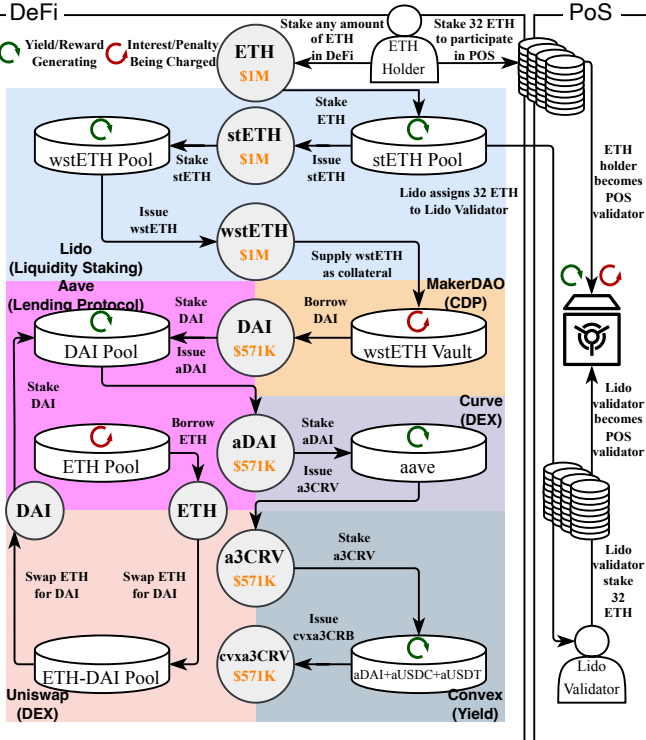 DeFi
PoS
Yield/Reward
Generating
Interest/Penalty
Being Charged
Stake any amount
of ETH
in DeFi
ETH
Holder
Stake 32 ETH
to participate
in POS
ETH
$1M
Stake
ETH
wstETH Pool
Stake
stETH
stETH
$1M
Issue
stETH
stETH Pool
ETH
holder
becomes
POS
validator
Lido assigns 32 ETH
to Lido Validator
Issue
wstETH
wstETH
$1M
Supply wstETH
as collateral
Lido
(Liquidity Staking)
Aave
(Lending Protocol)
MakerDAO
(CDP)
Stake
DAI
Issue
aDAI
DAI Pool
DAI
$571K
Borrow
DAI
wstETH Vault
Stake
DAI
Curve
(DEX)
Lido
validator
becomes
POS
validator
Borrow
ETH
ETH Pool
aDAI
$571K
Stake
aDAI
Issue
a3CRV
aave
DAI
ETH
a3CRV
$571K
Stake
a3CRV
Swap ETH
for DAI
Swap ETH
for DAI
Lido
validator
stake
32
ETH
Issue
cvxa3CRB
ETH-DAI Pool
cvxa3CRV
$571K
aDAI+aUSDC+aUSDT
Uniswap
(DEX)
Convex
(Yield)
Lido
Validator